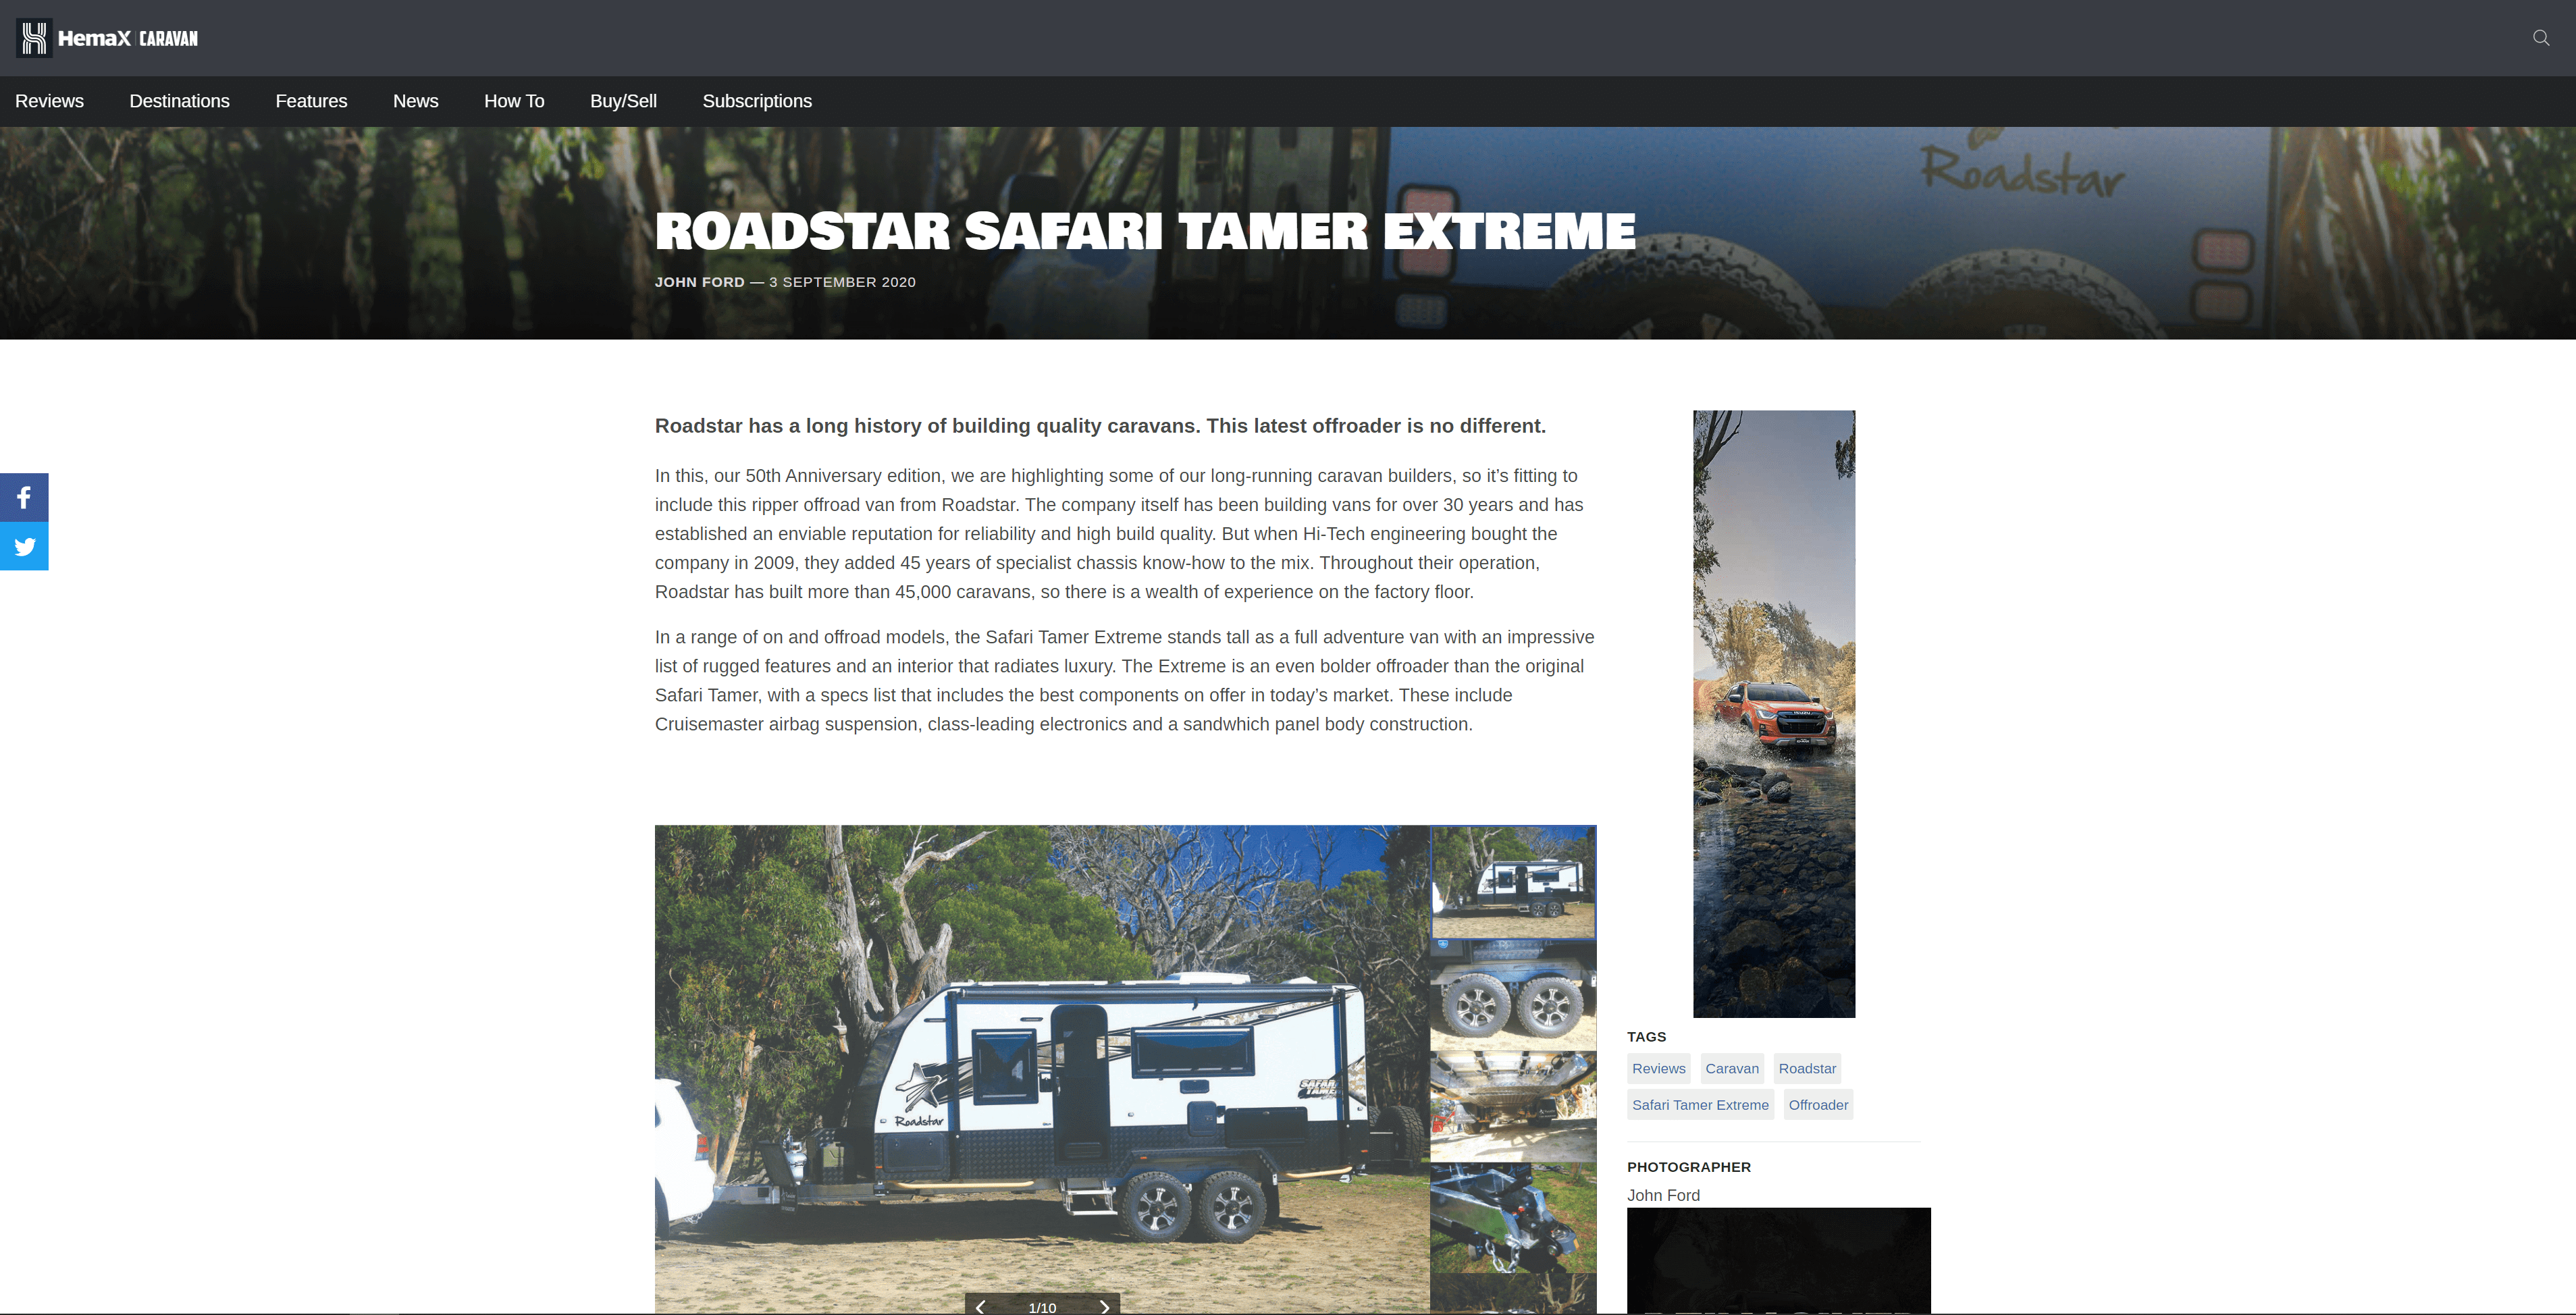 HemaX CARAVAN
Reviews Destinations Features News How To Buy/Sell Subscriptions
Roadstar
ROADSTAR SAFARI TAMER EXTREME
JOHN FORD — 3 SEPTEMBER 2020
Roadstar has a long history of building quality caravans. This latest offroader is no different.
In this, our 50th Anniversary edition, we are highlighting some of our long-running caravan builders, so it’s fitting to
include this ripper offroad van from Roadstar. The company itself has been building vans for over 30 years and has
established an enviable reputation for reliability and high build quality. But when Hi-Tech engineering bought the
company in 2009, they added 45 years of specialist chassis know-how to the mix. Throughout their operation,
Roadstar has built more than 45,000 caravans, so there is a wealth of experience on the factory floor.
In a range of on and offroad models, the Safari Tamer Extreme stands tall as a full adventure van with an impressive
list of rugged features and an interior that radiates luxury. The Extreme is an even bolder offroader than the original
Safari Tamer, with a specs list that includes the best components on offer in today’s market. These include
Cruisemaster airbag suspension, class-leading electronics and a sandwhich panel body construction.
SAFARI
TAMER
Roadstar
1/10
ISUZU
TAGS
Reviews Caravan Roadstar
Safari Tamer Extreme Offroader
PHOTOGRAPHER
John Ford